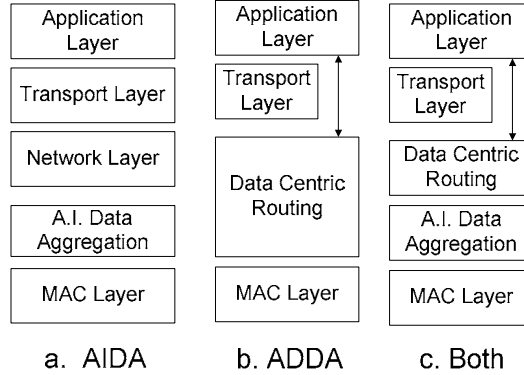 Application
Layer
Transport Layer
Network Layer
A.I. Data
Aggregation
MAC Layer
a. AIDA
Application
Layer
Transport
Layer
Data Centric
Routing
MAC Layer
b. ADDA
Application
Layer
Transport
Layer
Data Centric
Routing
A.I. Data
Aggregation
MAC Layer
c. Both